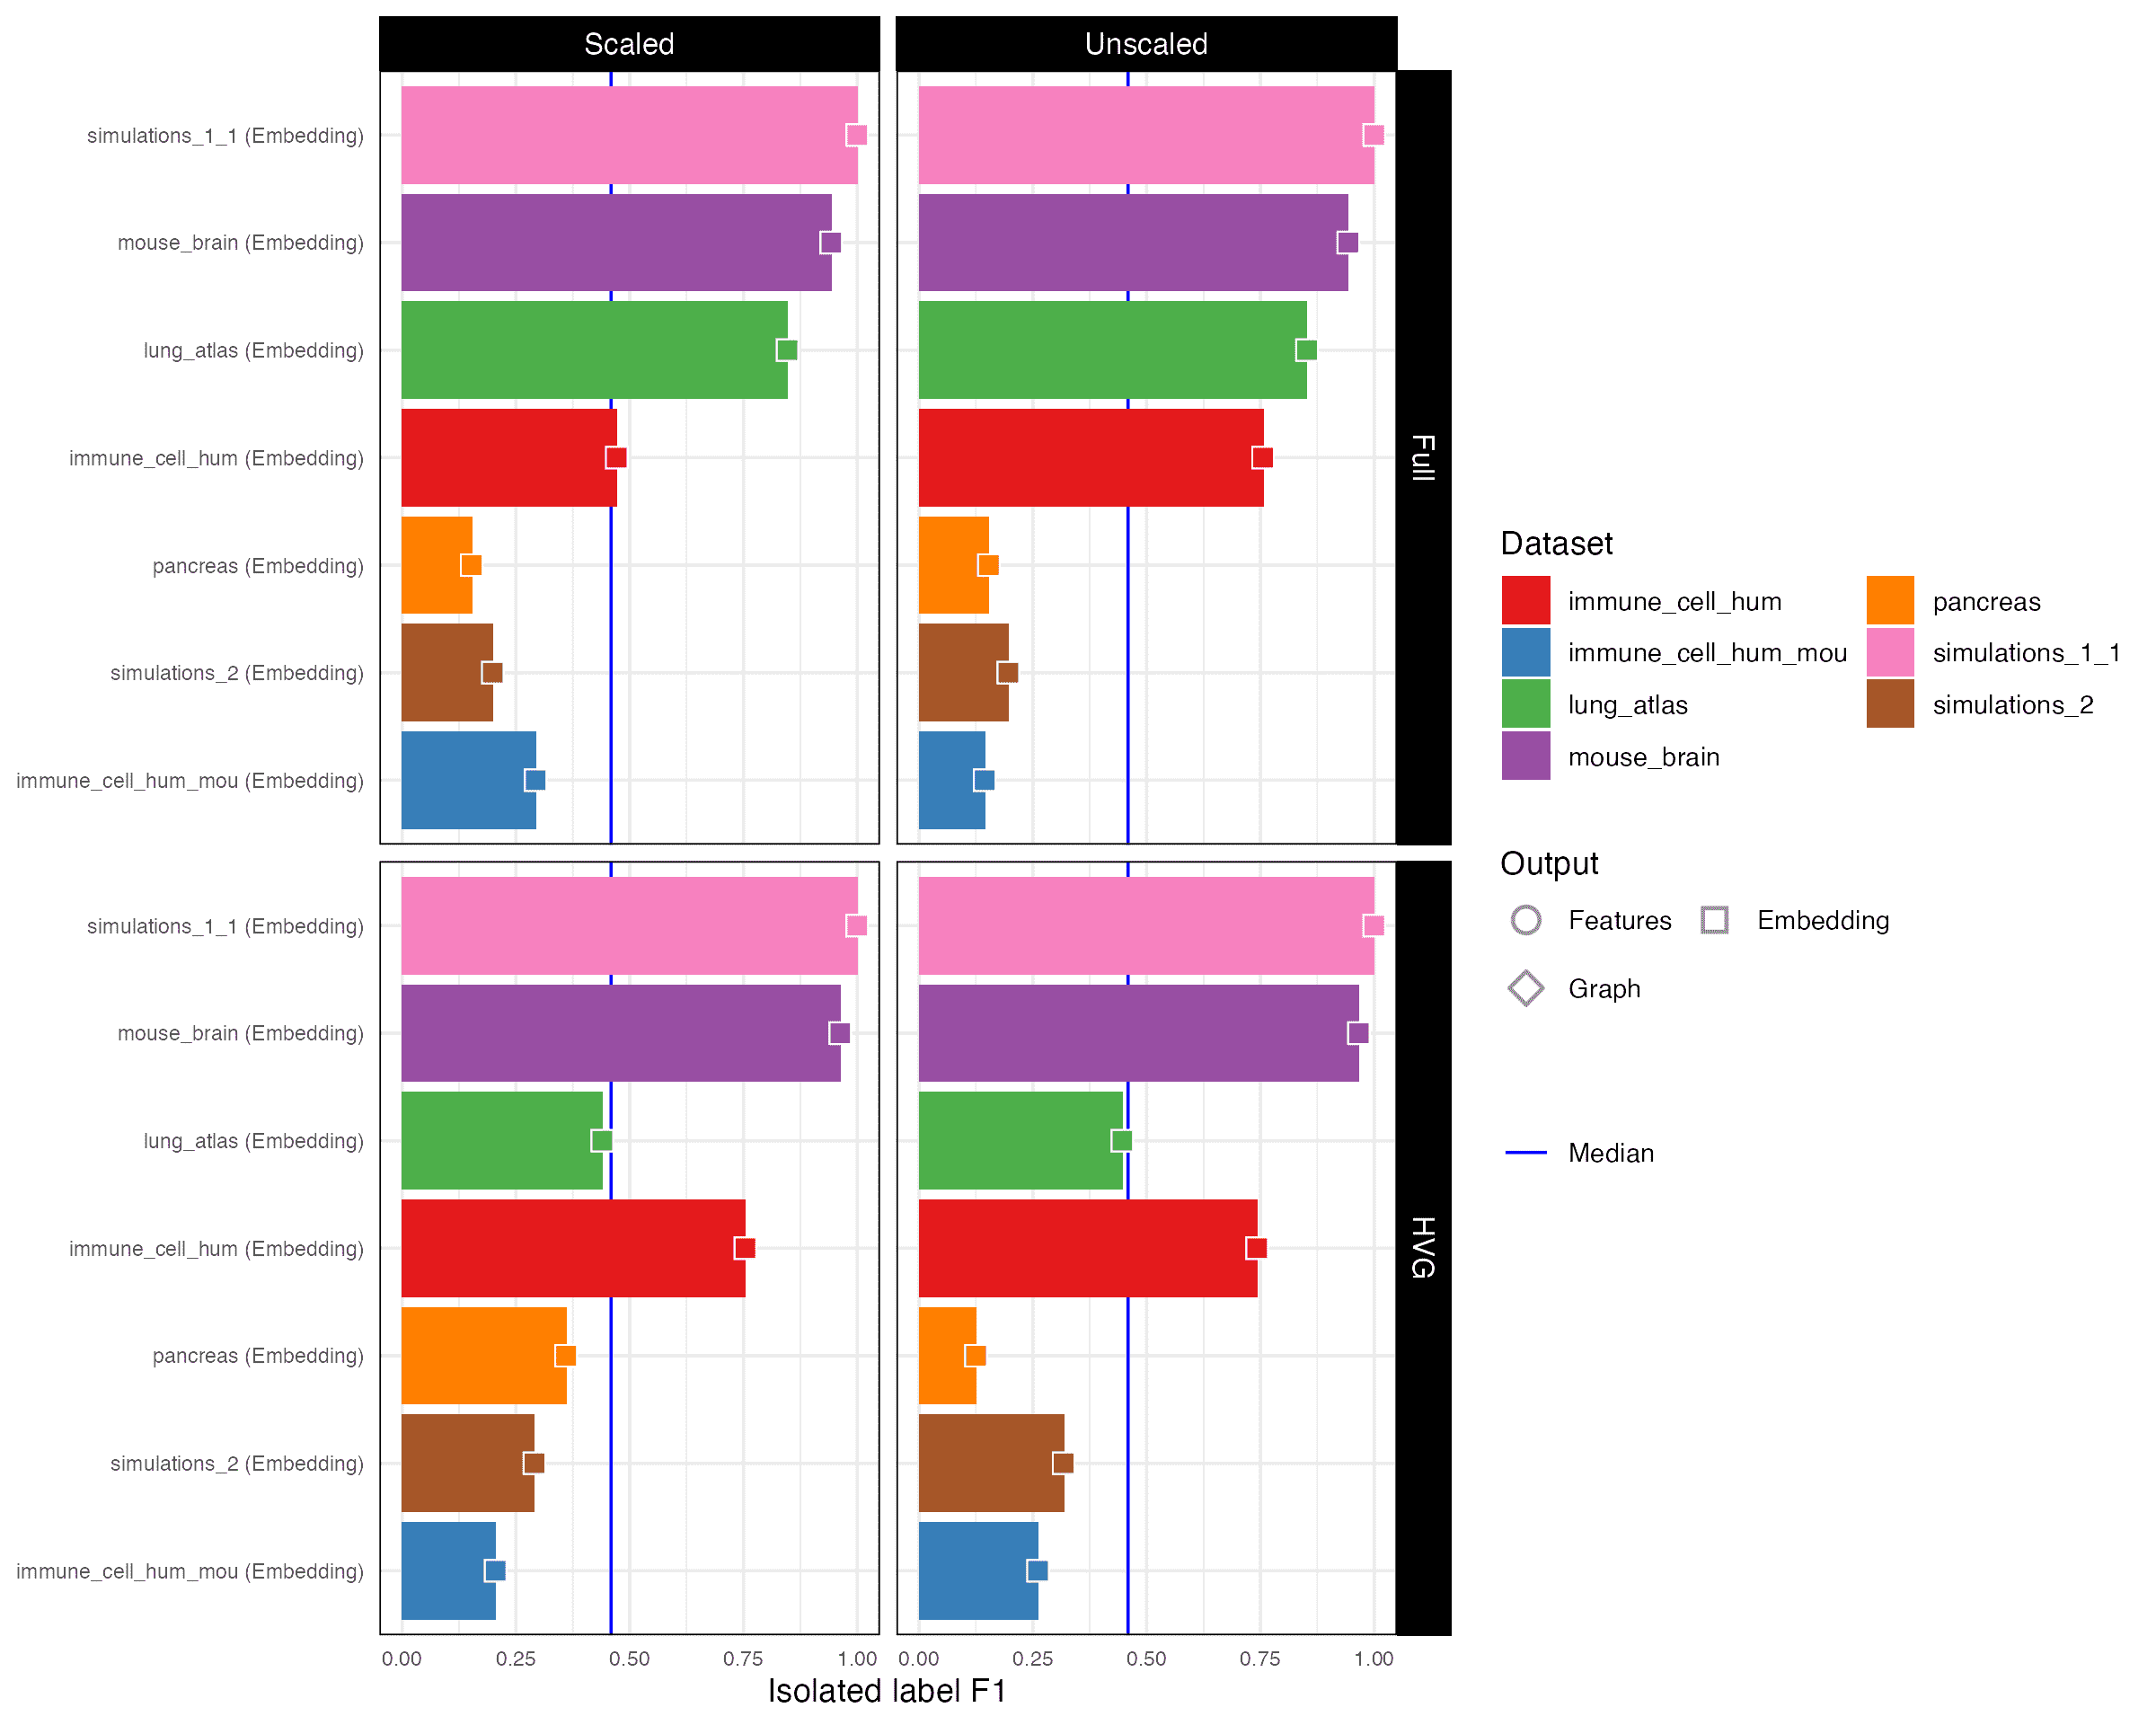 Scaled
Unscaled
Full
simulations_1_1 (Embedding)
mouse_brain (Embedding)
lung_atlas (Embedding)
immune_cell_hum (Embedding)
pancreas (Embedding)
simulations_2 (Embedding)
immune_cell_hum_mou (Embedding)
HVG
simulations_1_1 (Embedding)
mouse_brain (Embedding)
lung_atlas (Embedding)
immune_cell_hum (Embedding)
pancreas (Embedding)
simulations_2 (Embedding)
immune_cell_hum_mou (Embedding)
0.00 0.25 0.50 0.75 1.00
0.00 0.25 0.50 0.75 1.00
Isolated label F1
Dataset
immune_cell_hum
immune_cell_hum_mou
lung_atlas
mouse_brain
pancreas
simulations_1_1
simulations_2
Output
Features
Embedding
Graph
Median